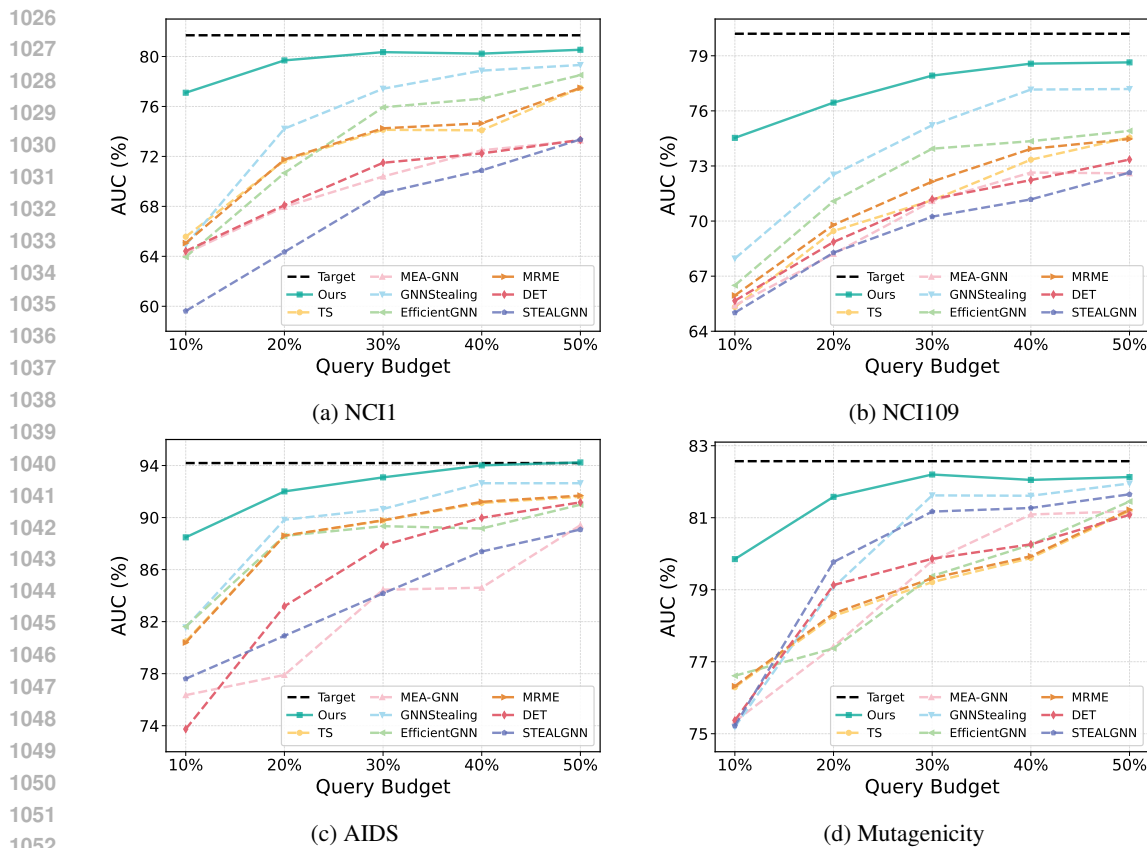 1026
1027
1028
1029
1030
1031
1032
1033
1034
1035
1036
1037
1038
1039
1040
1041
1042
1043
1044
1045
1046
1047
1048
1049
1050
1051
1052
AUC (%)
80
76
72
68
64
60
Target
Ours
TS
MEA-GNN
GNNStealing
EfficientGNN
MRME
DET
STEALGNN
10% 20% 30% 40% 50%
Query Budget
(a) NCI1
AUC (%)
79
76
73
70
67
64
Target
Ours
TS
MEA-GNN
GNNStealing
EfficientGNN
MRME
DET
STEALGNN
10% 20% 30% 40% 50%
Query Budget
(b) NCI109
AUC (%)
94
90
86
82
78
74
Target
Ours
TS
MEA-GNN
GNNStealing
EfficientGNN
MRME
DET
STEALGNN
10% 20% 30% 40% 50%
Query Budget
(c) AIDS
AUC (%)
83
81
79
77
75
Target
Ours
TS
MEA-GNN
GNNStealing
EfficientGNN
MRME
DET
STEALGNN
10% 20% 30% 40% 50%
Query Budget
(d) Mutagenicity